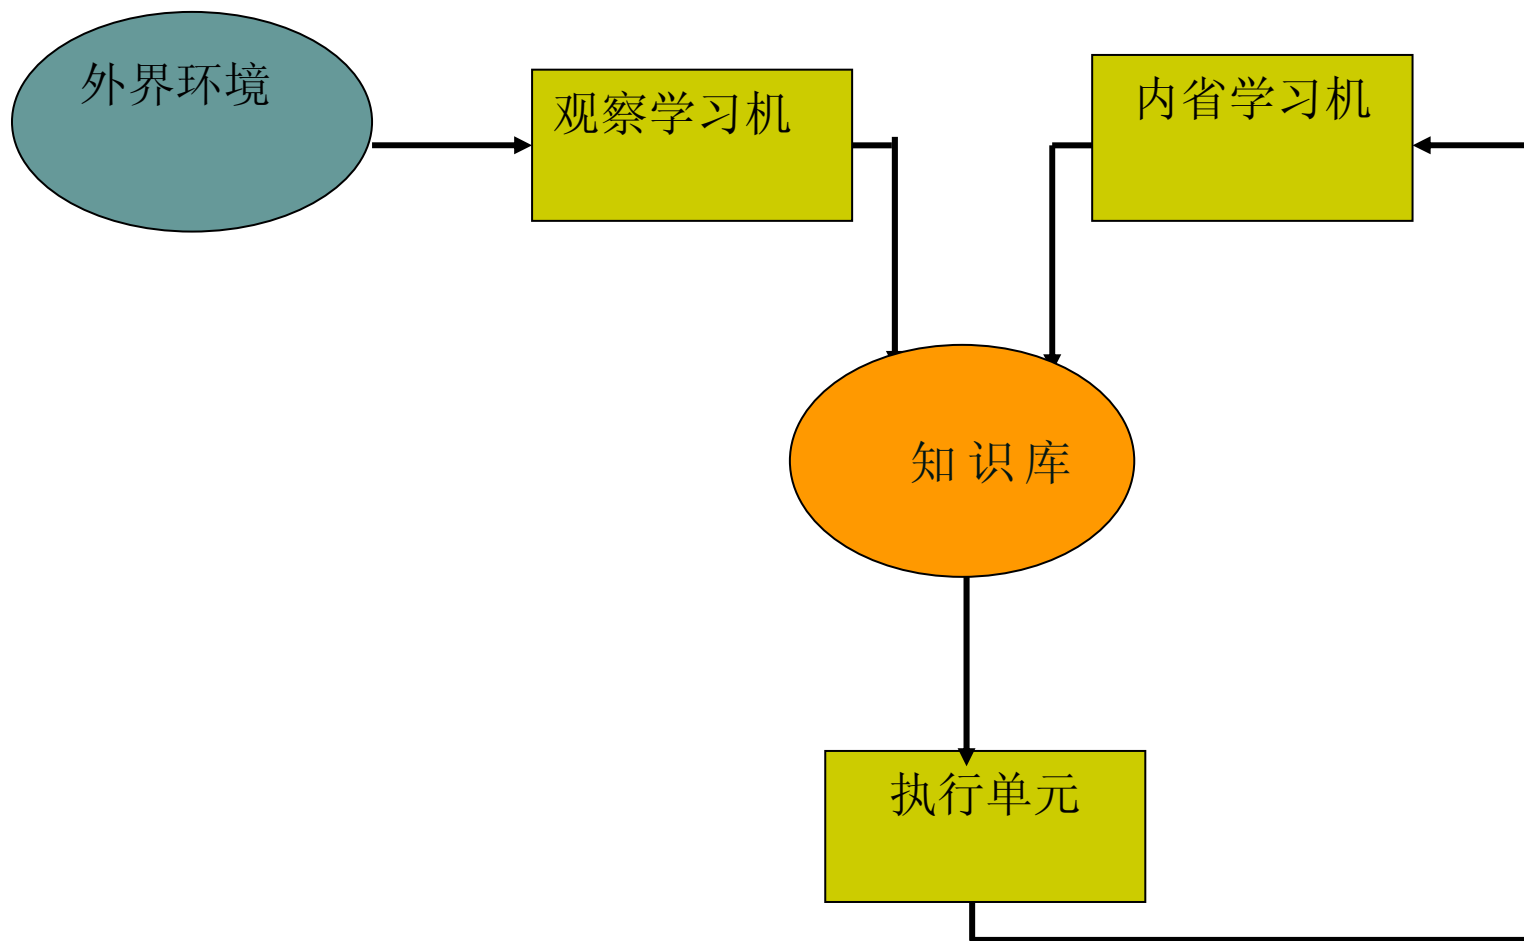 外界环境
观察学习机
内省学习机
知识库
执行单元